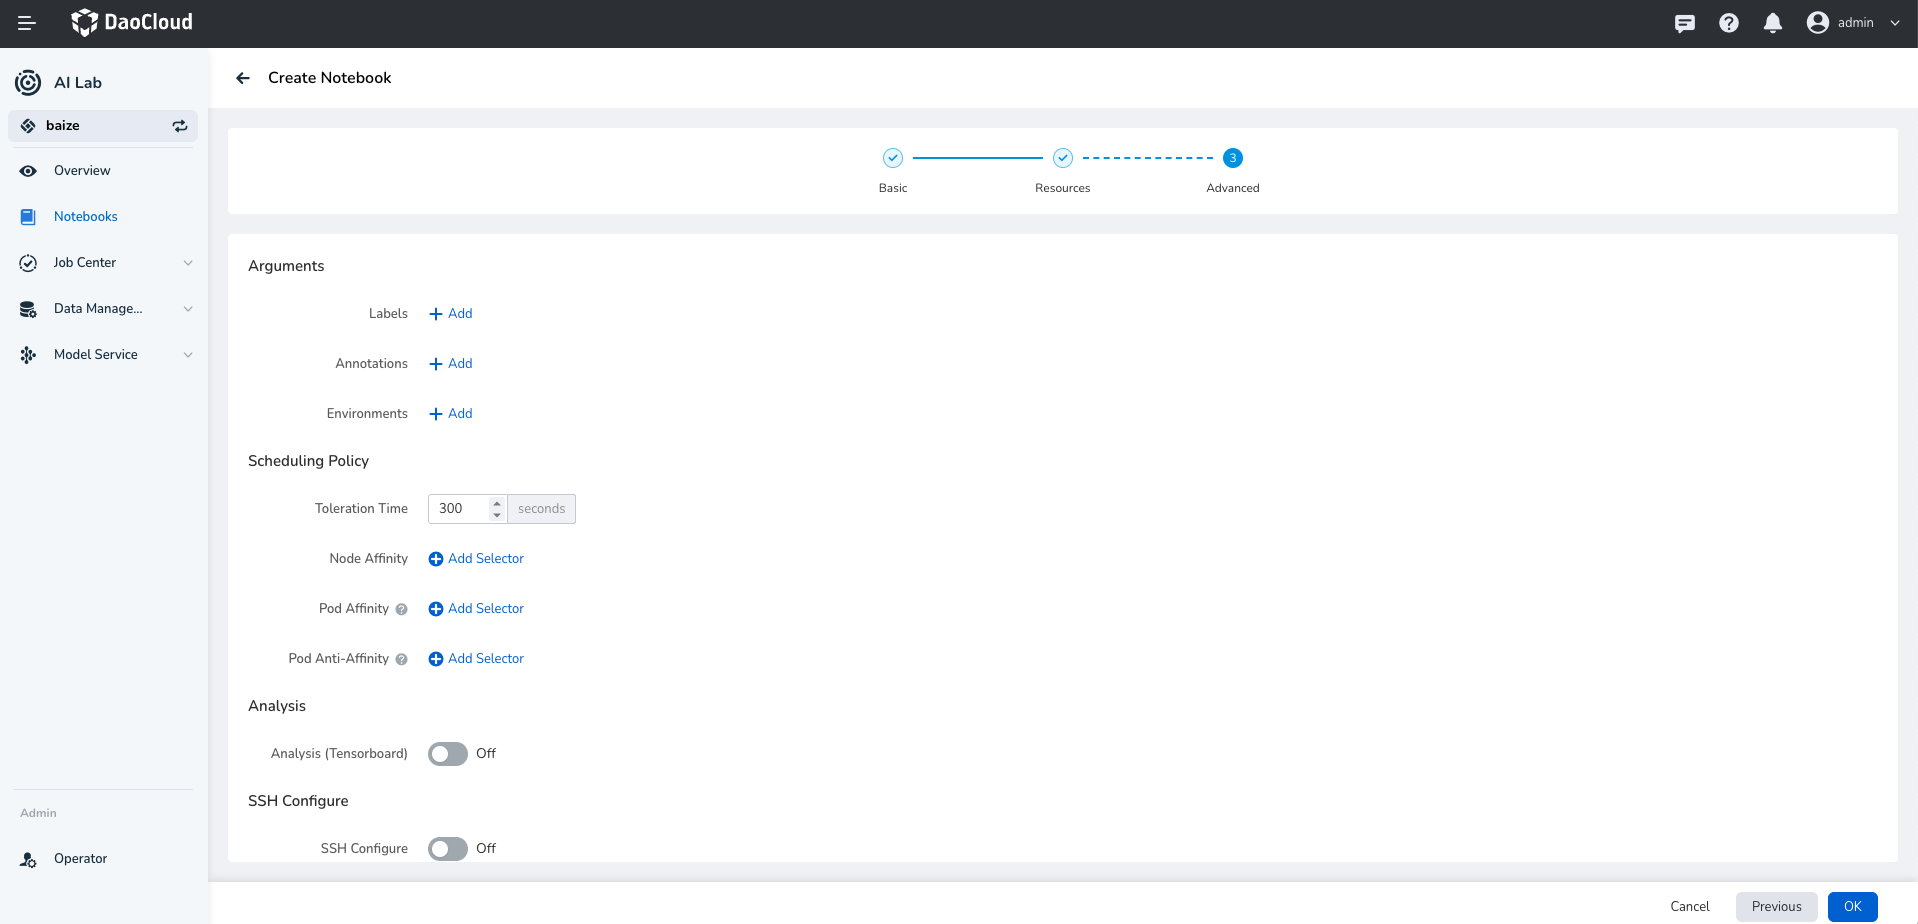 DaoCloud
admin
AI Lab
baize
Overview
Notebooks
Job Center
Data Manage...
Model Service
Admin
Operator
Create Notebook
3
Basic
Resources
Advanced
Arguments
Labels
Add
Annotations
Add
Environments
Add
Scheduling Policy
Toleration Time
300
seconds
Node Affinity
Add Selector
Pod Affinity ?
Add Selector
Pod Anti-Affinity ?
Add Selector
Analysis
Analysis (Tensorboard)
Off
SSH Configure
SSH Configure
Off
Cancel
Previous
OK